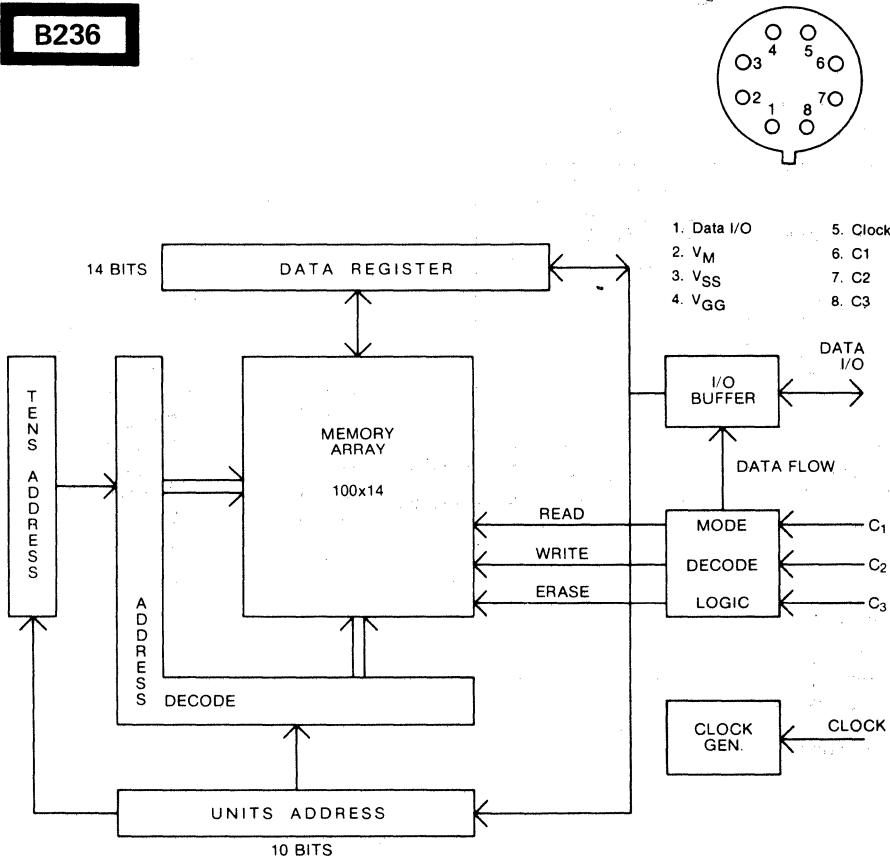 B236
4 5
3 6
2 7
1 8
1. Data I/O
2. VM
3. VSS
4. VGG
5. Clock
6. C1
7. C2
8. C3
14 BITS
DATA REGISTER
DATA I/O
TENS ADDRESS
MEMORY
ARRAY
100x14
I/O
BUFFER
DATA FLOW
READ
WRITE
ERASE
MODE
DECODE
LOGIC
C1
C2
C3
ADDRESS
DECODE
CLOCK
GEN.
CLOCK
UNITS ADDRESS
10 BITS